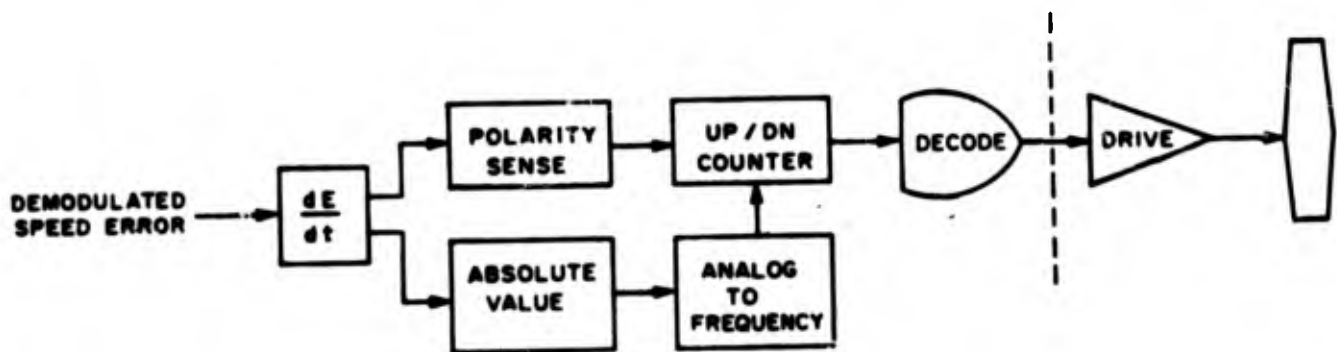 DEMODULATED
SPEED ERROR
dE
dt
POLARITY
SENSE
ABSOLUTE
VALUE
UP / DN
COUNTER
ANALOG
TO
FREQUENCY
DECODE
DRIVE